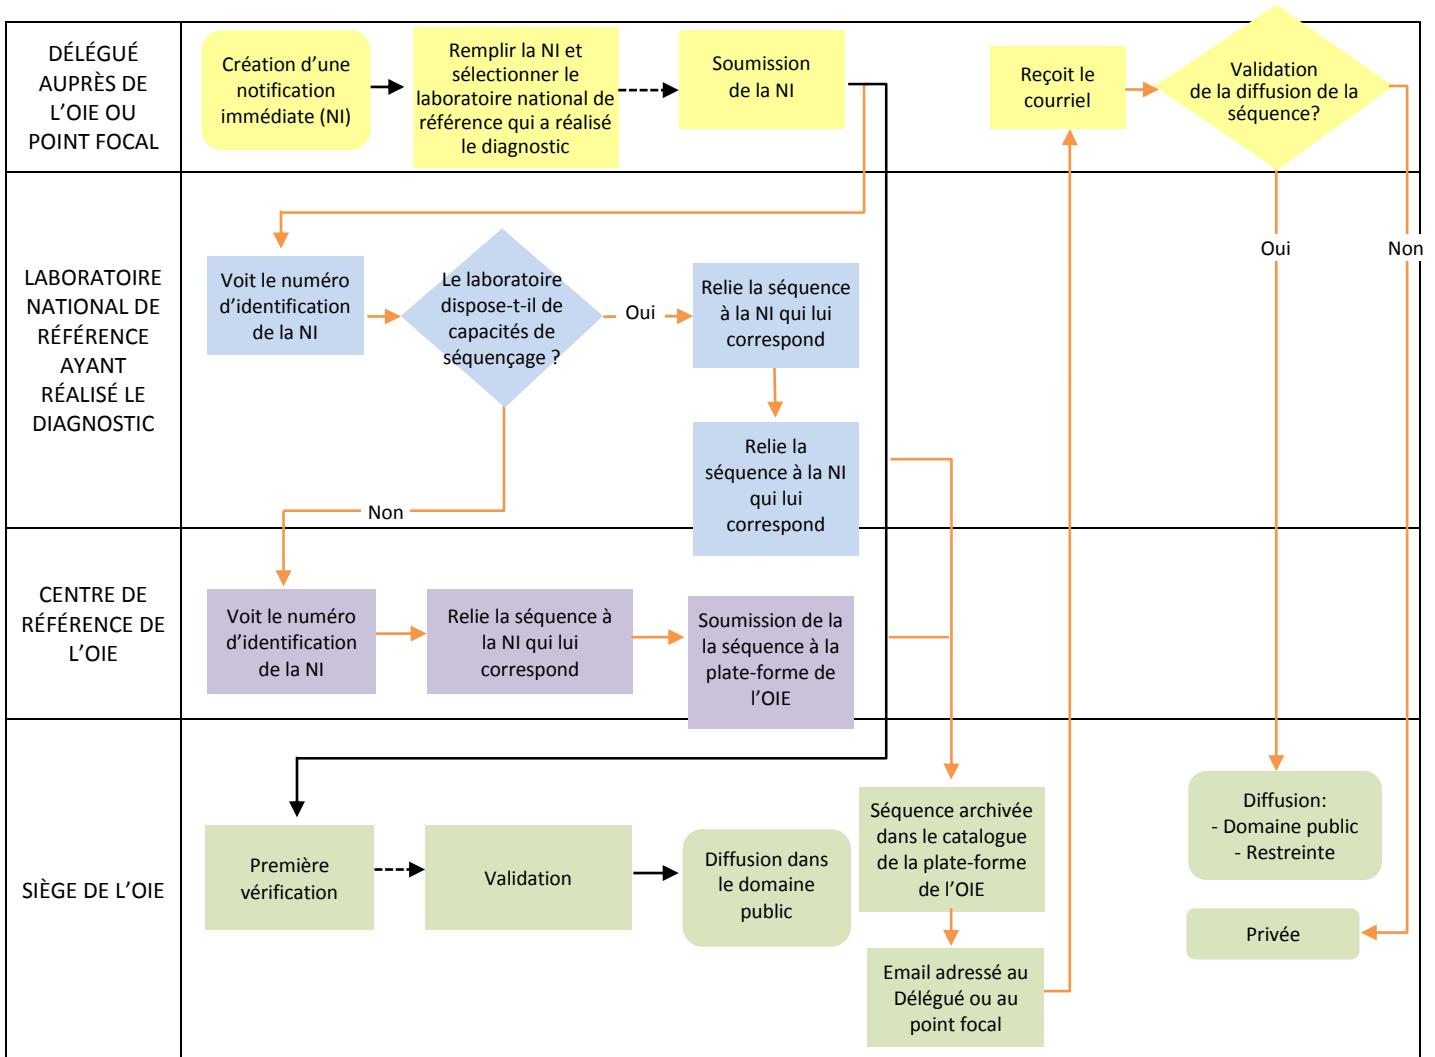 DÉLÉGUÉ
AUPRÈS DE
L’OIE OU
POINT FOCAL
Création d’une
notification
immédiate (NI)
Remplir la NI et
sélectionner le
laboratoire national de
référence qui a réalisé
le diagnostic
Soumission
de la NI
Reçoit le
courriel
Validation
de la diffusion de la
séquence?
LABORATOIRE
NATIONAL DE
RÉFÉRENCE
AYANT
RÉALISÉ LE
DIAGNOSTIC
Voit le numéro
d’identification
de la NI
Le laboratoire
dispose-t-il de
capacités de
séquençage ?
Oui
Relie la séquence
à la NI qui lui
correspond
Relie la
séquence à la NI
qui lui
correspond
Non
Oui
Non
CENTRE DE
RÉFÉRENCE DE
L’OIE
Voit le numéro
d’identification
de la NI
Relie la séquence à
la NI qui lui
correspond
Soumission de la
la séquence à la
plate-forme de
l’OIE
SIÈGE DE L’OIE
Première
vérification
Validation
Diffusion dans
le domaine
public
Séquence archivée
dans le catalogue
de la plate-forme
de l’OIE
Email adressé au
Délégué ou au
point focal
Diffusion:
- Domaine public
- Restreinte
Privée